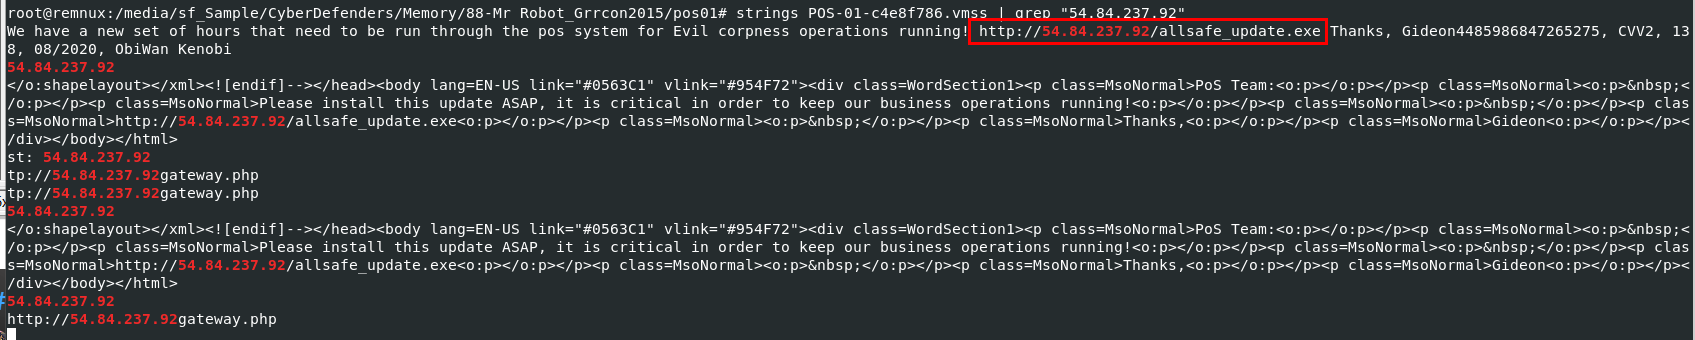 root@remnux:/media/sf_Sample/CyberDefenders/Memory/88-Mr Robot_Grrcon2015/pos01# strings POS-01-c4e8f786.vmss | grep "54.84.237.92"
We have a new set of hours that need to be run through the pos system for Evil corpness operations running! http://54.84.237.92/allsafe_update.exe Thanks, Gideon4485986847265275, CVV2, 13
8, 08/2020, ObiWan Kenobi
54.84.237.92
</o:shapelayout></xml><![endif]--></head><body lang=EN-US link="#0563C1" vlink="#954F72"><div class=WordSection1><p class=MsoNormal>PoS Team:<o:p></o:p></p><p class=MsoNormal><o:p>&nbsp;<
/o:p></p><p class=MsoNormal>Please install this update ASAP, it is critical in order to keep our business operations running!<o:p></o:p></p><p class=MsoNormal><o:p>&nbsp;</o:p></p><p clas
s=MsoNormal>http://54.84.237.92/allsafe_update.exe<o:p></o:p></p><p class=MsoNormal><o:p>&nbsp;</o:p></p><p class=MsoNormal>Thanks,<o:p></o:p></p><p class=MsoNormal>Gideon<o:p></o:p></p><
/div></body></html>
st: 54.84.237.92
tp://54.84.237.92gateway.php
tp://54.84.237.92gateway.php
54.84.237.92
</o:shapelayout></xml><![endif]--></head><body lang=EN-US link="#0563C1" vlink="#954F72"><div class=WordSection1><p class=MsoNormal>PoS Team:<o:p></o:p></p><p class=MsoNormal><o:p>&nbsp;<
/o:p></p><p class=MsoNormal>Please install this update ASAP, it is critical in order to keep our business operations running!<o:p></o:p></p><p class=MsoNormal><o:p>&nbsp;</o:p></p><p clas
s=MsoNormal>http://54.84.237.92/allsafe_update.exe<o:p></o:p></p><p class=MsoNormal><o:p>&nbsp;</o:p></p><p class=MsoNormal>Thanks,<o:p></o:p></p><p class=MsoNormal>Gideon<o:p></o:p></p><
/div></body></html>
54.84.237.92
http://54.84.237.92gateway.php